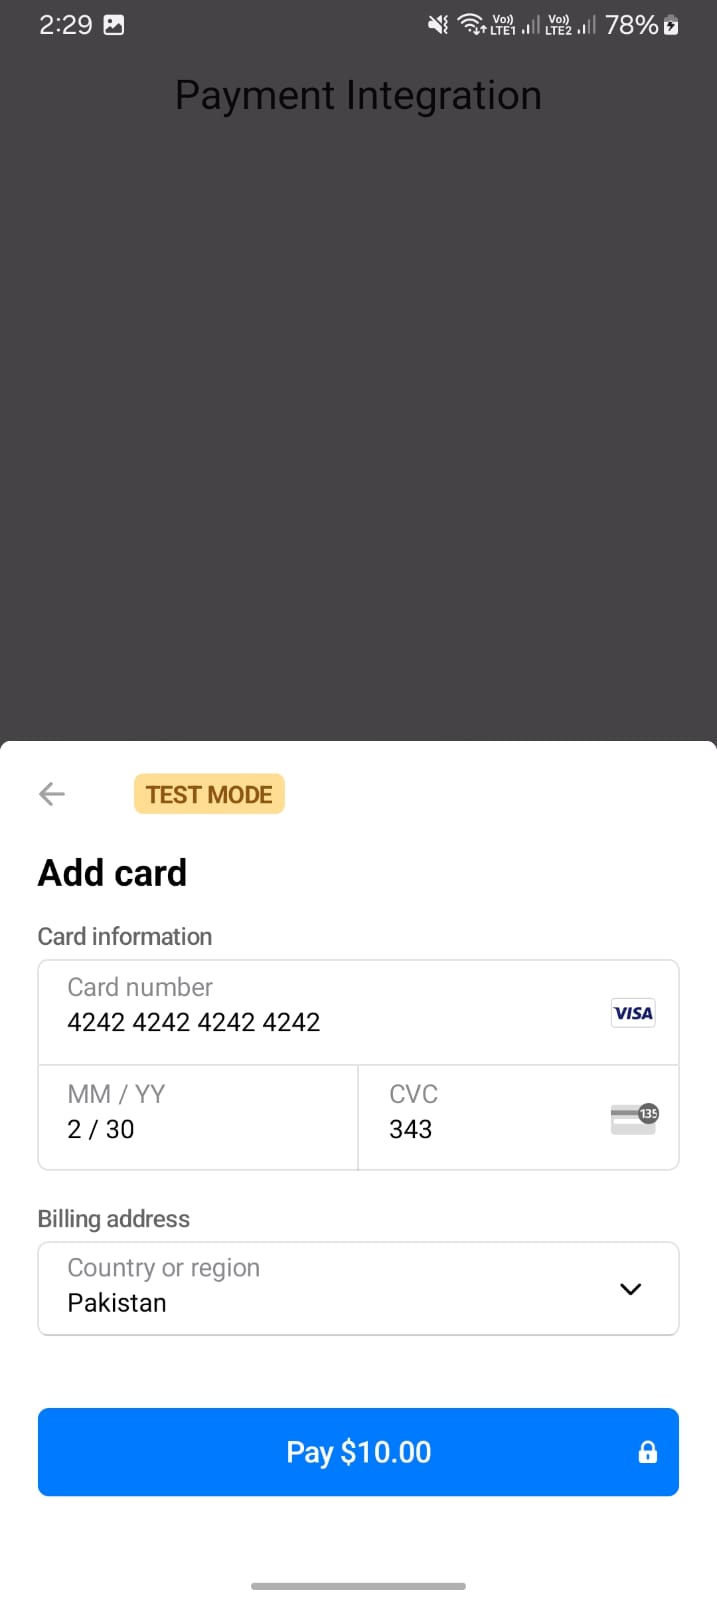 2:29 Vo)) LTE1 Vo)) LTE2 78%
Payment Integration
TEST MODE
Add card
Card information
Card number
4242 4242 4242 4242
VISA
MM / YY
2 / 30
CVC
343
135
Billing address
Country or region
Pakistan
Pay $10.00